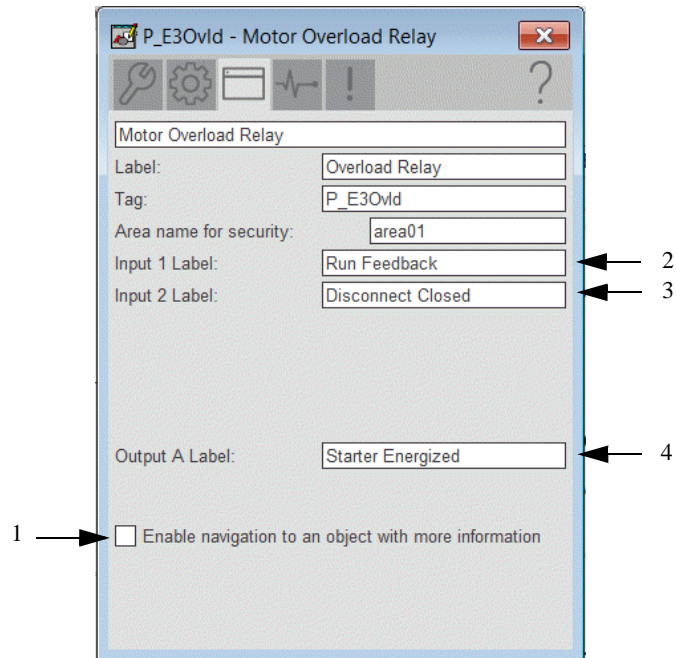 P_E3Ovld - Motor Overload Relay
?
Motor Overload Relay
Label: Overload Relay
Tag: P_E3Ovld
Area name for security: area01
Input 1 Label: Run Feedback 2
Input 2 Label: Disconnect Closed 3
Output A Label: Starter Energized 4
1 Enable navigation to an object with more information